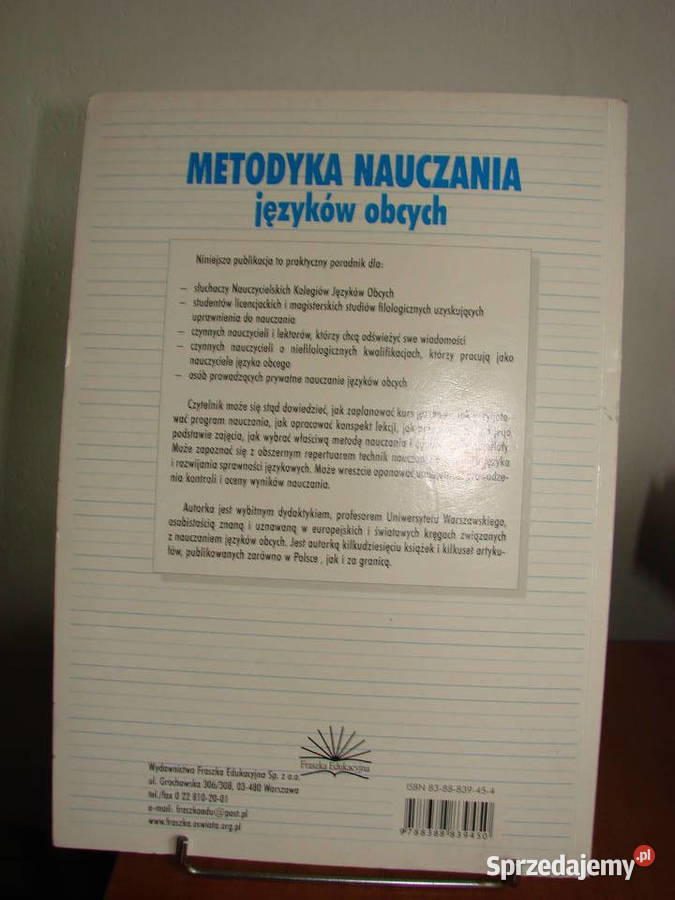 METODYKA NAUCZANIA
języków obcych
Niniejsza publikacja to praktyczny poradnik dla:
– słuchaczy Nauczycielskich Kolegiów Języków Obcych
– studentów licencjackich i magisterskich studiów filologicznych uzyskujących
uprawnienia do nauczania
– czynnych nauczycieli i lektorów, którzy chcą odświeżyć swe wiadomości
– czynnych nauczycieli o niefilologicznych kwalifikacjach, którzy pracują jako
nauczyciele języka obcego
– osób prowadzących prywatne nauczanie języków obcych
Czytelnik może się stąd dowiedzieć, jak zaplanować kurs
wać program nauczania, jak opracować konspekt lekcji, jak
podstawie zajęcia, jak wybrać właściwą metodę nauczania i
Może zapoznać się z obszernym repertuarem technik języka
i rozwijania sprawności językowych. Może wreszcie opanować
nia kontroli i oceny wyników nauczania.
Autorka jest wybitnym dydaktykiem, profesorem Uniwersytetu Warszawskiego,
osobistością znaną i uznawaną w europejskich i światowych kręgach związanych
z nauczaniem języków obcych. Jest autorką kilkudziesięciu książek i kilkuset artyku-
łów, publikowanych zarówno w Polsce , jak i za granicą.
Fraszka Edukacyjna
Wydawnictwo Fraszka Edukacyjna Sp. z o.o.
ul. Grochowska 306/308, 03-480 Warszawa
tel./fax 0 22 810-20-01
e-mail: fraszkaedu@post.pl
www.fraszka.oswiata.org.pl
ISBN 83-88-839-45-4
9 788388 839450
Sprzedajemy.pl